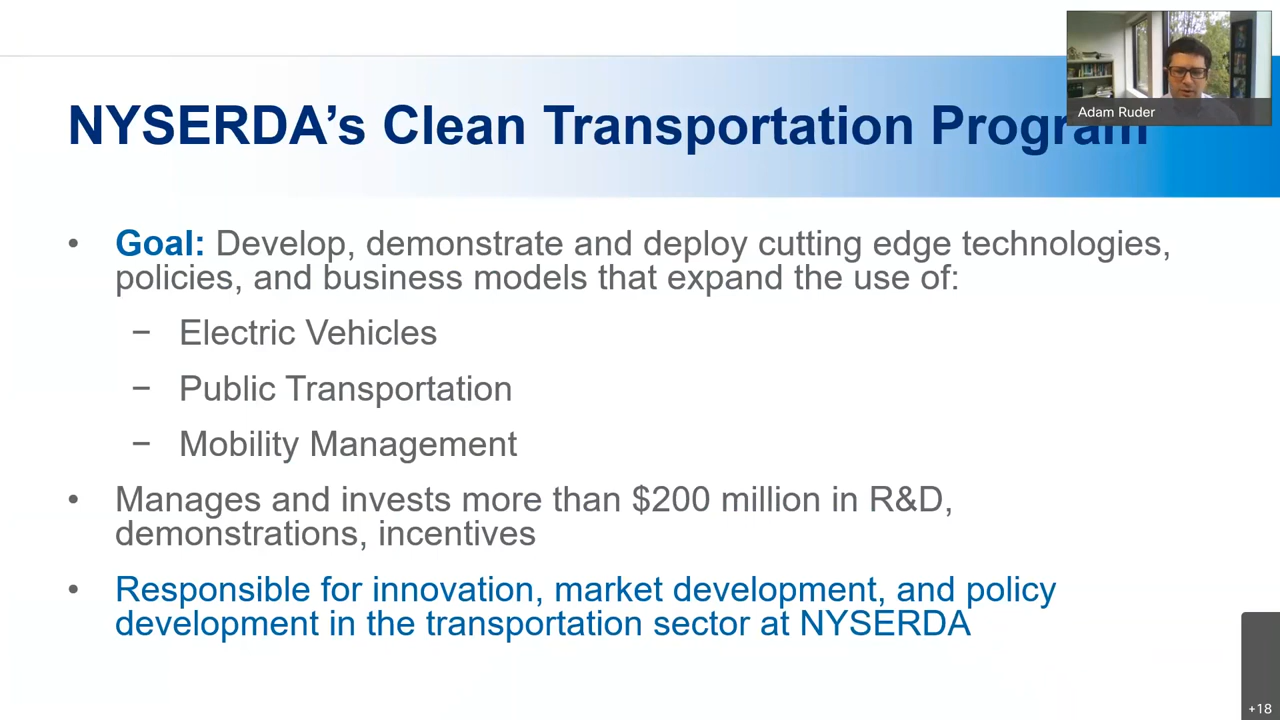 Adam Ruder
NYSERDA's Clean Transportation Program
• Goal: Develop, demonstrate and deploy cutting edge technologies,
policies, and business models that expand the use of:
− Electric Vehicles
− Public Transportation
− Mobility Management
• Manages and invests more than $200 million in R&D,
demonstrations, incentives
• Responsible for innovation, market development, and policy
development in the transportation sector at NYSERDA
+18